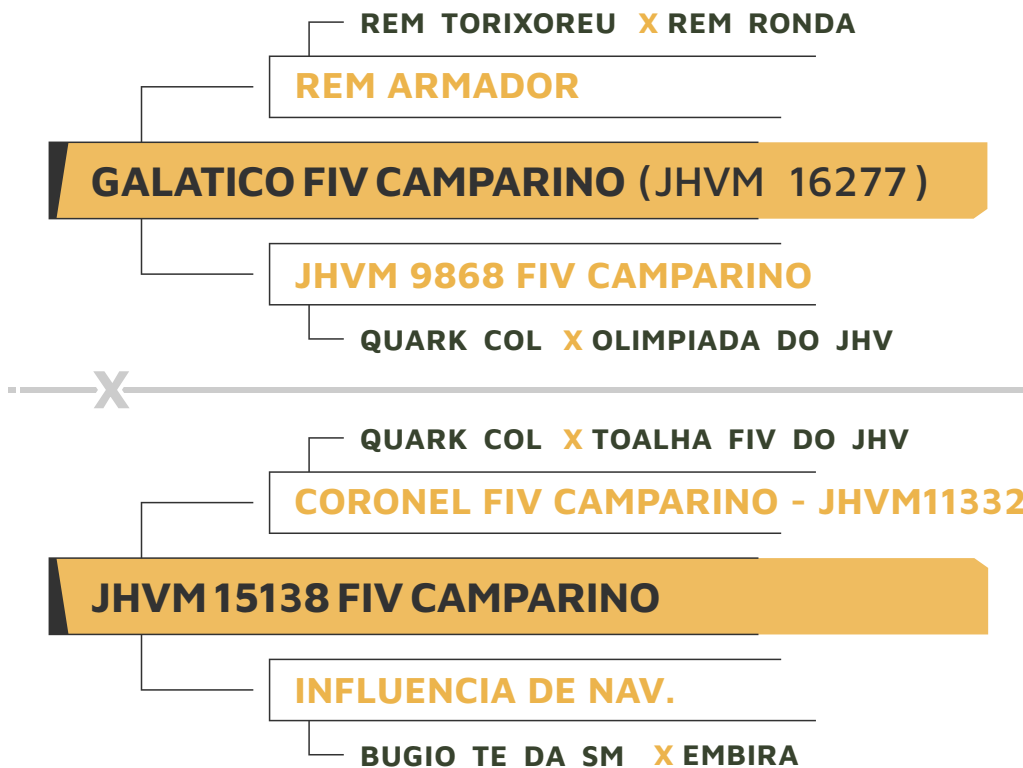 REM TORIXOREU X REM RONDA
REM ARMADOR
GALATICO FIV CAMPARINO (JHVM 16277)
JHVM 9868 FIV CAMPARINO
QUARK COL X OLIMPIADA DO JHV
X
QUARK COL X TOALHA FIV DO JHV
CORONEL FIV CAMPARINO - JHVM11332
JHVM 15138 FIV CAMPARINO
INFLUENCIA DE NAV.
BUGIO TE DA SM X EMBIRA